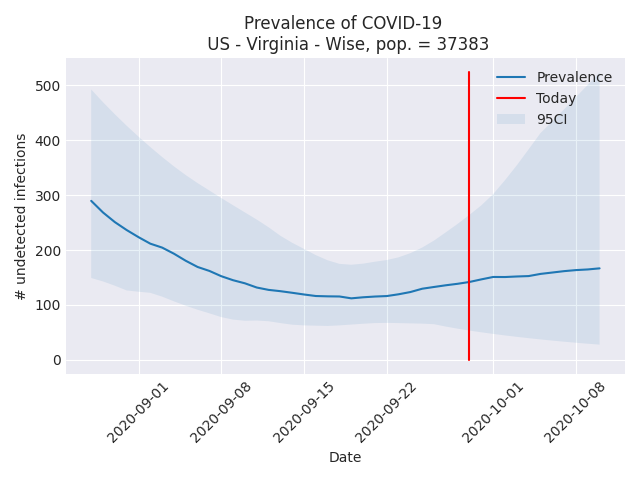 Prevalence of COVID-19
US - Virginia - Wise, pop. = 37383
Prevalence
Today
95CI
# undetected infections
500
400
300
200
100
0
2020-09-01
2020-09-08
2020-09-15
2020-09-22
2020-10-01
2020-10-08
Date